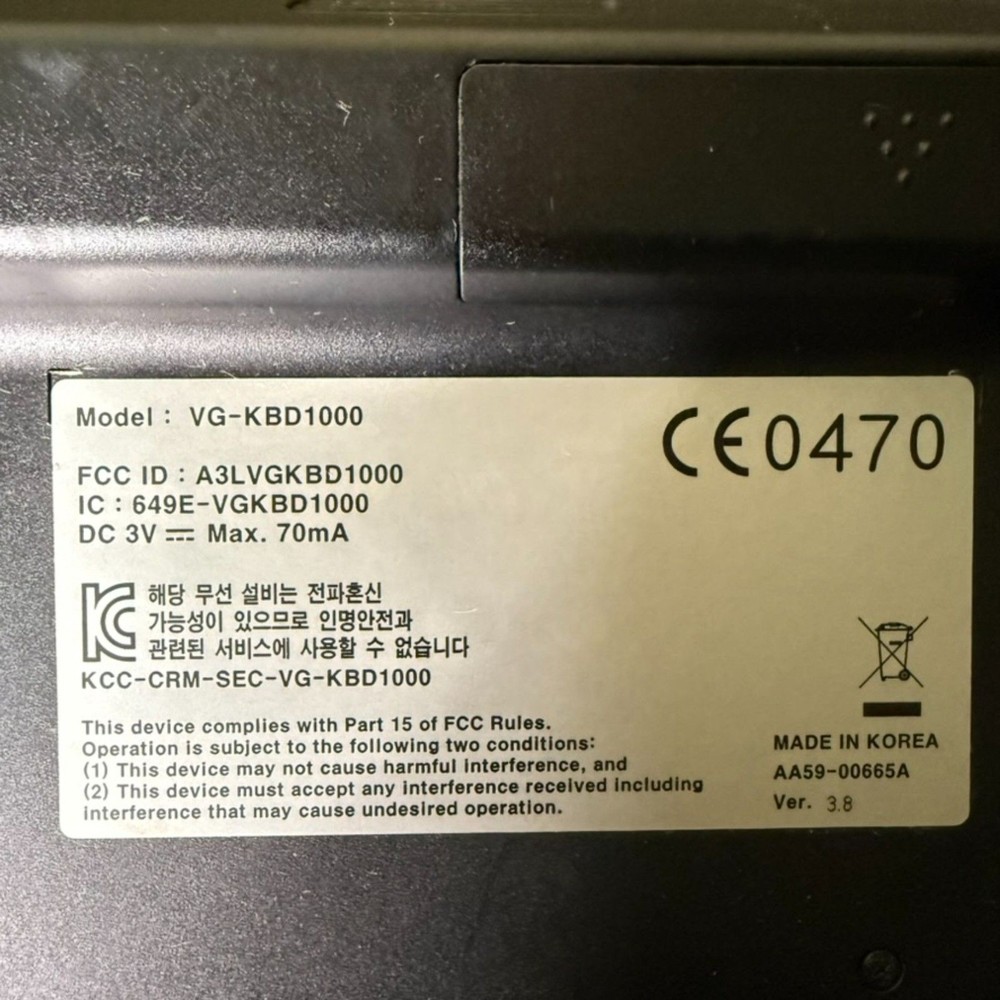 Model : VG-KBD1000
CE0470
FCC ID : A3LVGKBD1000
IC : 649E-VGKBD1000
DC 3V ⎓ Max. 70mA
해당 무선 설비는 전파혼신
가능성이 있으므로 인명안전과
관련된 서비스에 사용할 수 없습니다
KCC-CRM-SEC-VG-KBD1000
This device complies with Part 15 of FCC Rules.
Operation is subject to the following two conditions:
(1) This device may not cause harmful interference, and
(2) This device must accept any interference received including
interference that may cause undesired operation.
MADE IN KOREA
AA59-00665A
Ver. 3.8